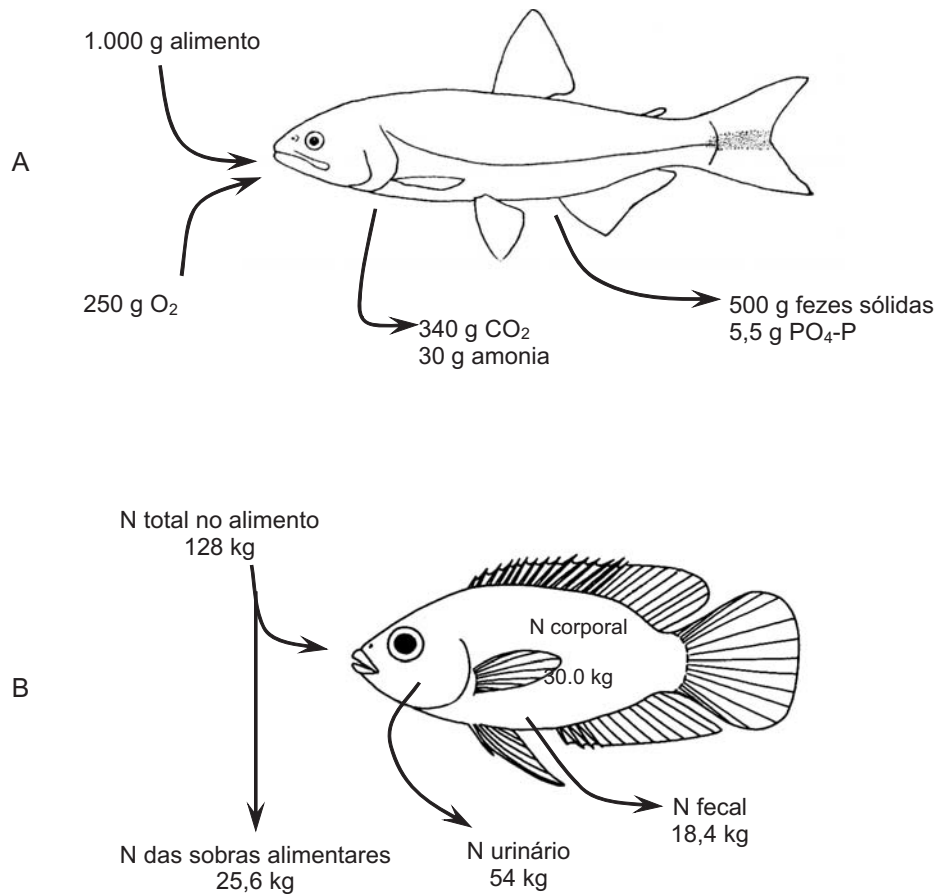 1.000 g alimento
A
250 g O₂
340 g CO₂
30 g amonia
500 g fezes sólidas
5,5 g PO₄-P
N total no alimento
128 kg
N corporal
30.0 kg
B
N fecal
18,4 kg
N das sobras alimentares
25,6 kg
N urinário
54 kg